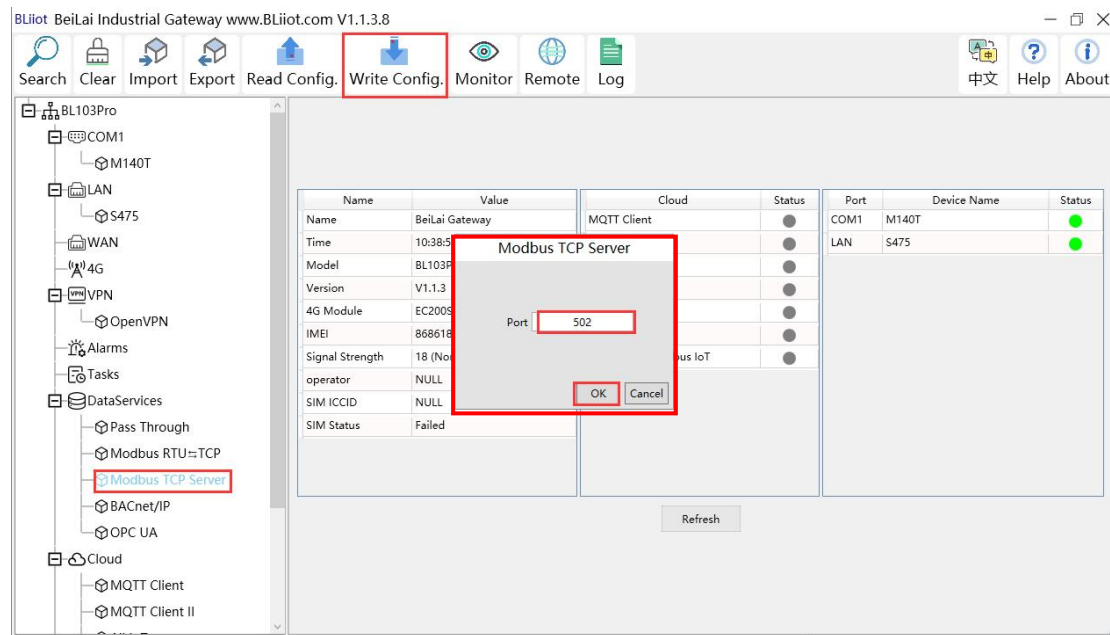 BLiiot BeiLai Industrial Gateway www.BLiiot.com V1.1.3.8
Search Clear Import Export Read Config. Write Config. Monitor Remote Log 中文 Help About
BL103Pro
COM1
M140T
LAN
S475
WAN
4G
VPN
OpenVPN
Alarms
Tasks
DataServices
Pass Through
Modbus RTU⇆TCP
Modbus TCP Server
BACnet/IP
OPC UA
Cloud
MQTT Client
MQTT Client II
Name Value
Name BeiLai Gateway
Time 10:38:5
Model BL103P
Version V1.1.3
4G Module EC200S
IMEI 868618
Signal Strength 18 (No
operator NULL
SIM ICCID NULL
SIM Status Failed
Cloud Status
MQTT Client
IoT
Port Device Name Status
COM1 M140T
LAN S475
Modbus TCP Server
Port 502
OK Cancel
Refresh